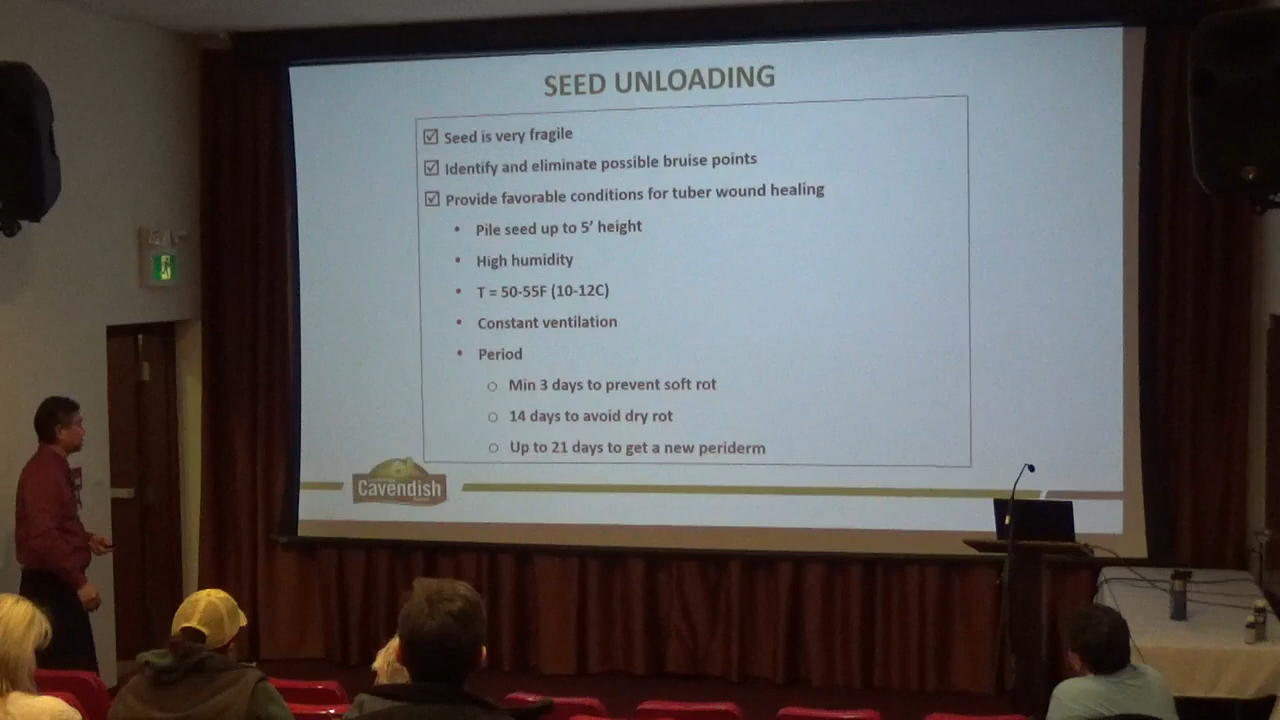 SEED UNLOADING
☑ Seed is very fragile
☑ Identify and eliminate possible bruise points
☑ Provide favorable conditions for tuber wound healing
• Pile seed up to 5' height
• High humidity
• T = 50-55F (10-12C)
• Constant ventilation
• Period
○ Min 3 days to prevent soft rot
○ 14 days to avoid dry rot
○ Up to 21 days to get a new periderm
Cavendish